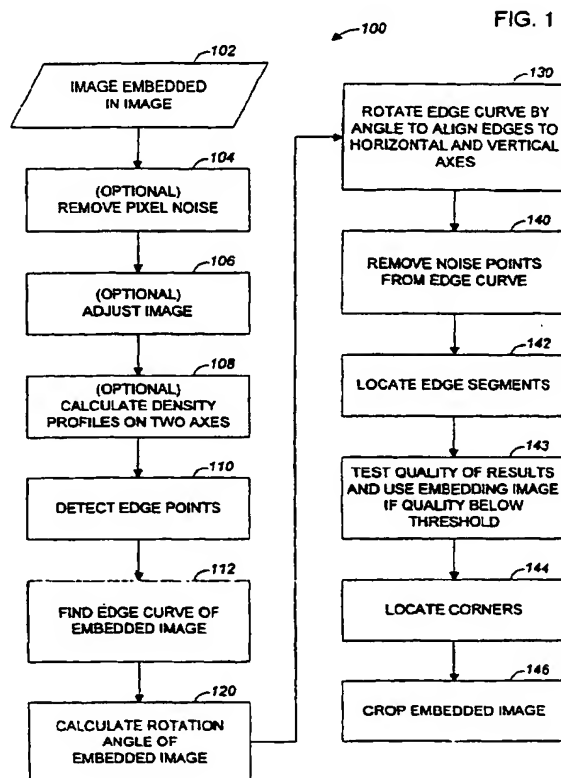 FIG. 1
100
102
IMAGE EMBEDDED
IN IMAGE
104
(OPTIONAL)
REMOVE PIXEL NOISE
106
(OPTIONAL)
ADJUST IMAGE
108
(OPTIONAL)
CALCULATE DENSITY
PROFILES ON TWO AXES
110
DETECT EDGE POINTS
112
FIND EDGE CURVE OF
EMBEDDED IMAGE
120
CALCULATE ROTATION
ANGLE OF
EMBEDDED IMAGE
130
ROTATE EDGE CURVE BY
ANGLE TO ALIGN EDGES TO
HORIZONTAL AND VERTICAL
AXES
140
REMOVE NOISE POINTS
FROM EDGE CURVE
142
LOCATE EDGE SEGMENTS
143
TEST QUALITY OF RESULTS
AND USE EMBEDDING IMAGE
IF QUALITY BELOW
THRESHOLD
144
LOCATE CORNERS
146
CROP EMBEDDED IMAGE